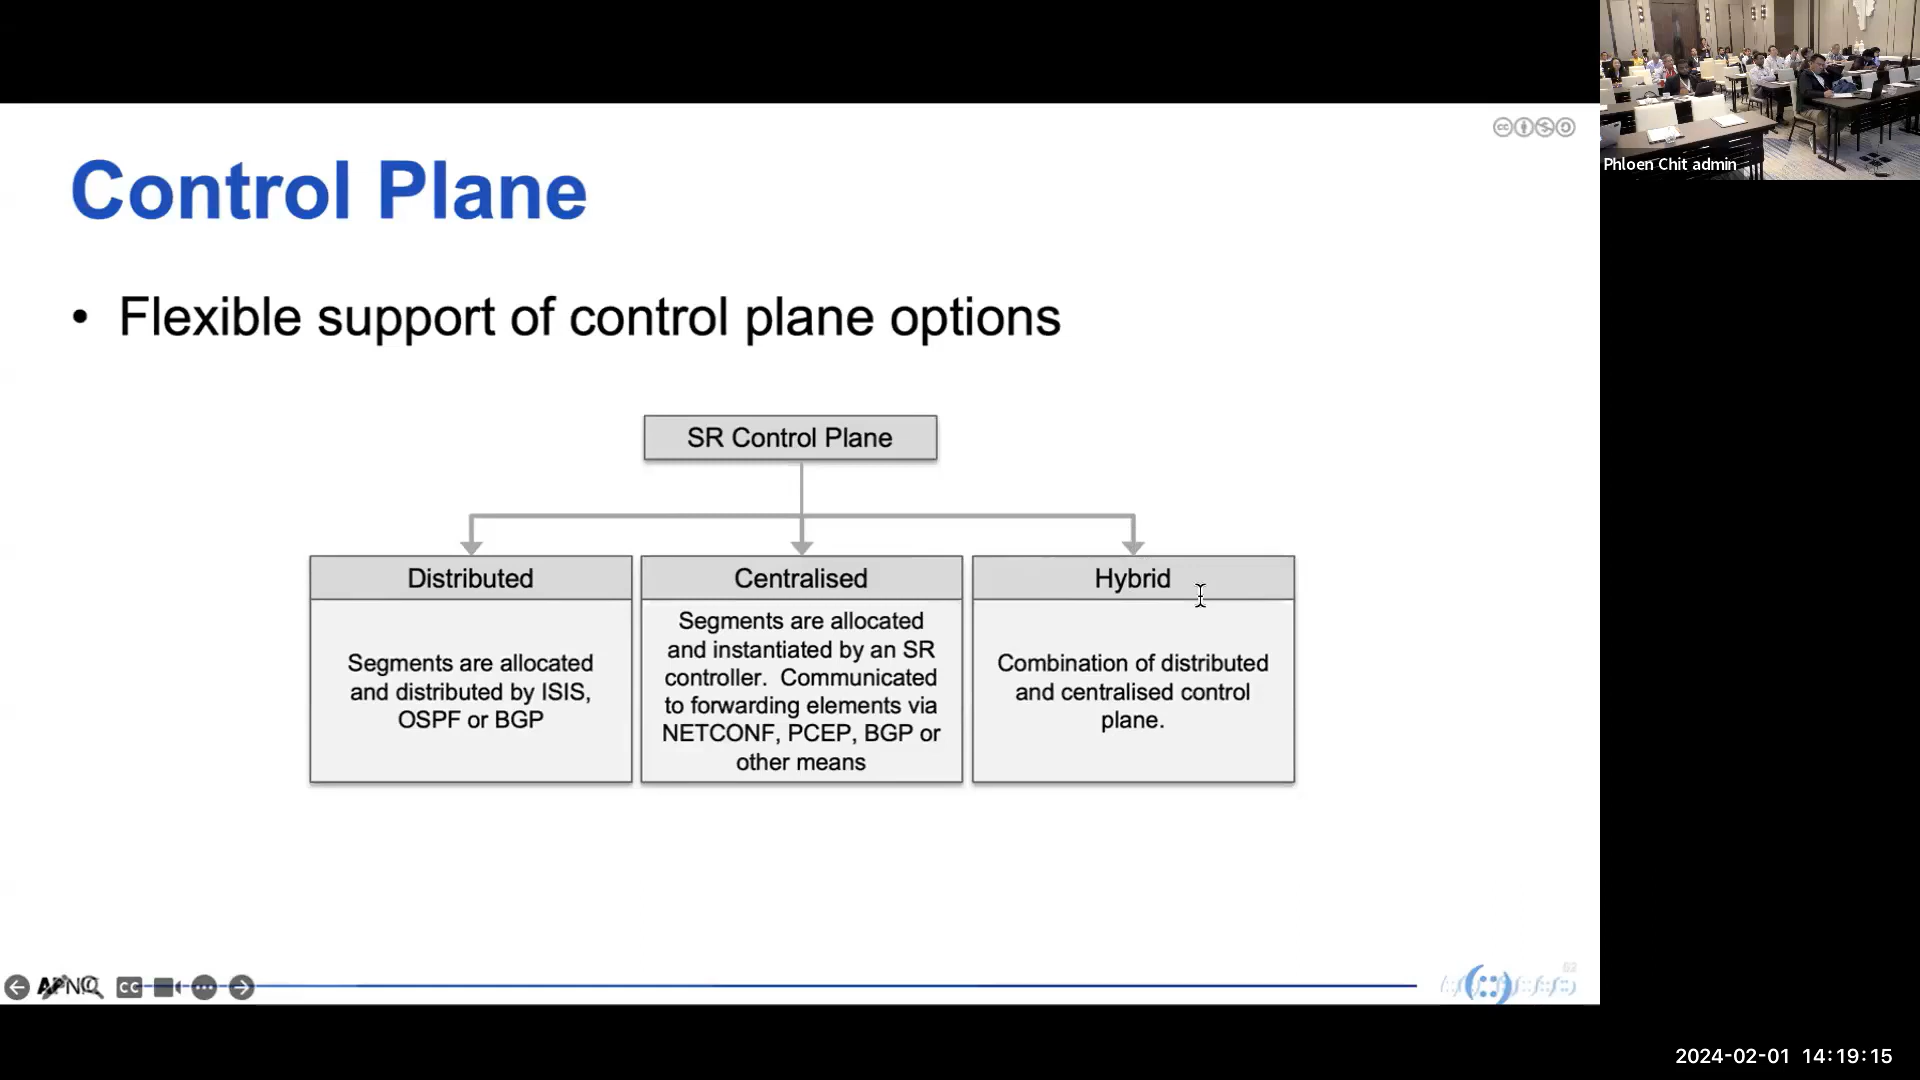 Control Plane
• Flexible support of control plane options
SR Control Plane
Distributed
Segments are allocated
and distributed by ISIS,
OSPF or BGP
Centralised
Segments are allocated
and instantiated by an SR
controller. Communicated
to forwarding elements via
NETCONF, PCEP, BGP or
other means
Hybrid
Combination of distributed
and centralised control
plane.
APNIC
CC
62
Phloen Chit admin
2024-02-01 14:19:15